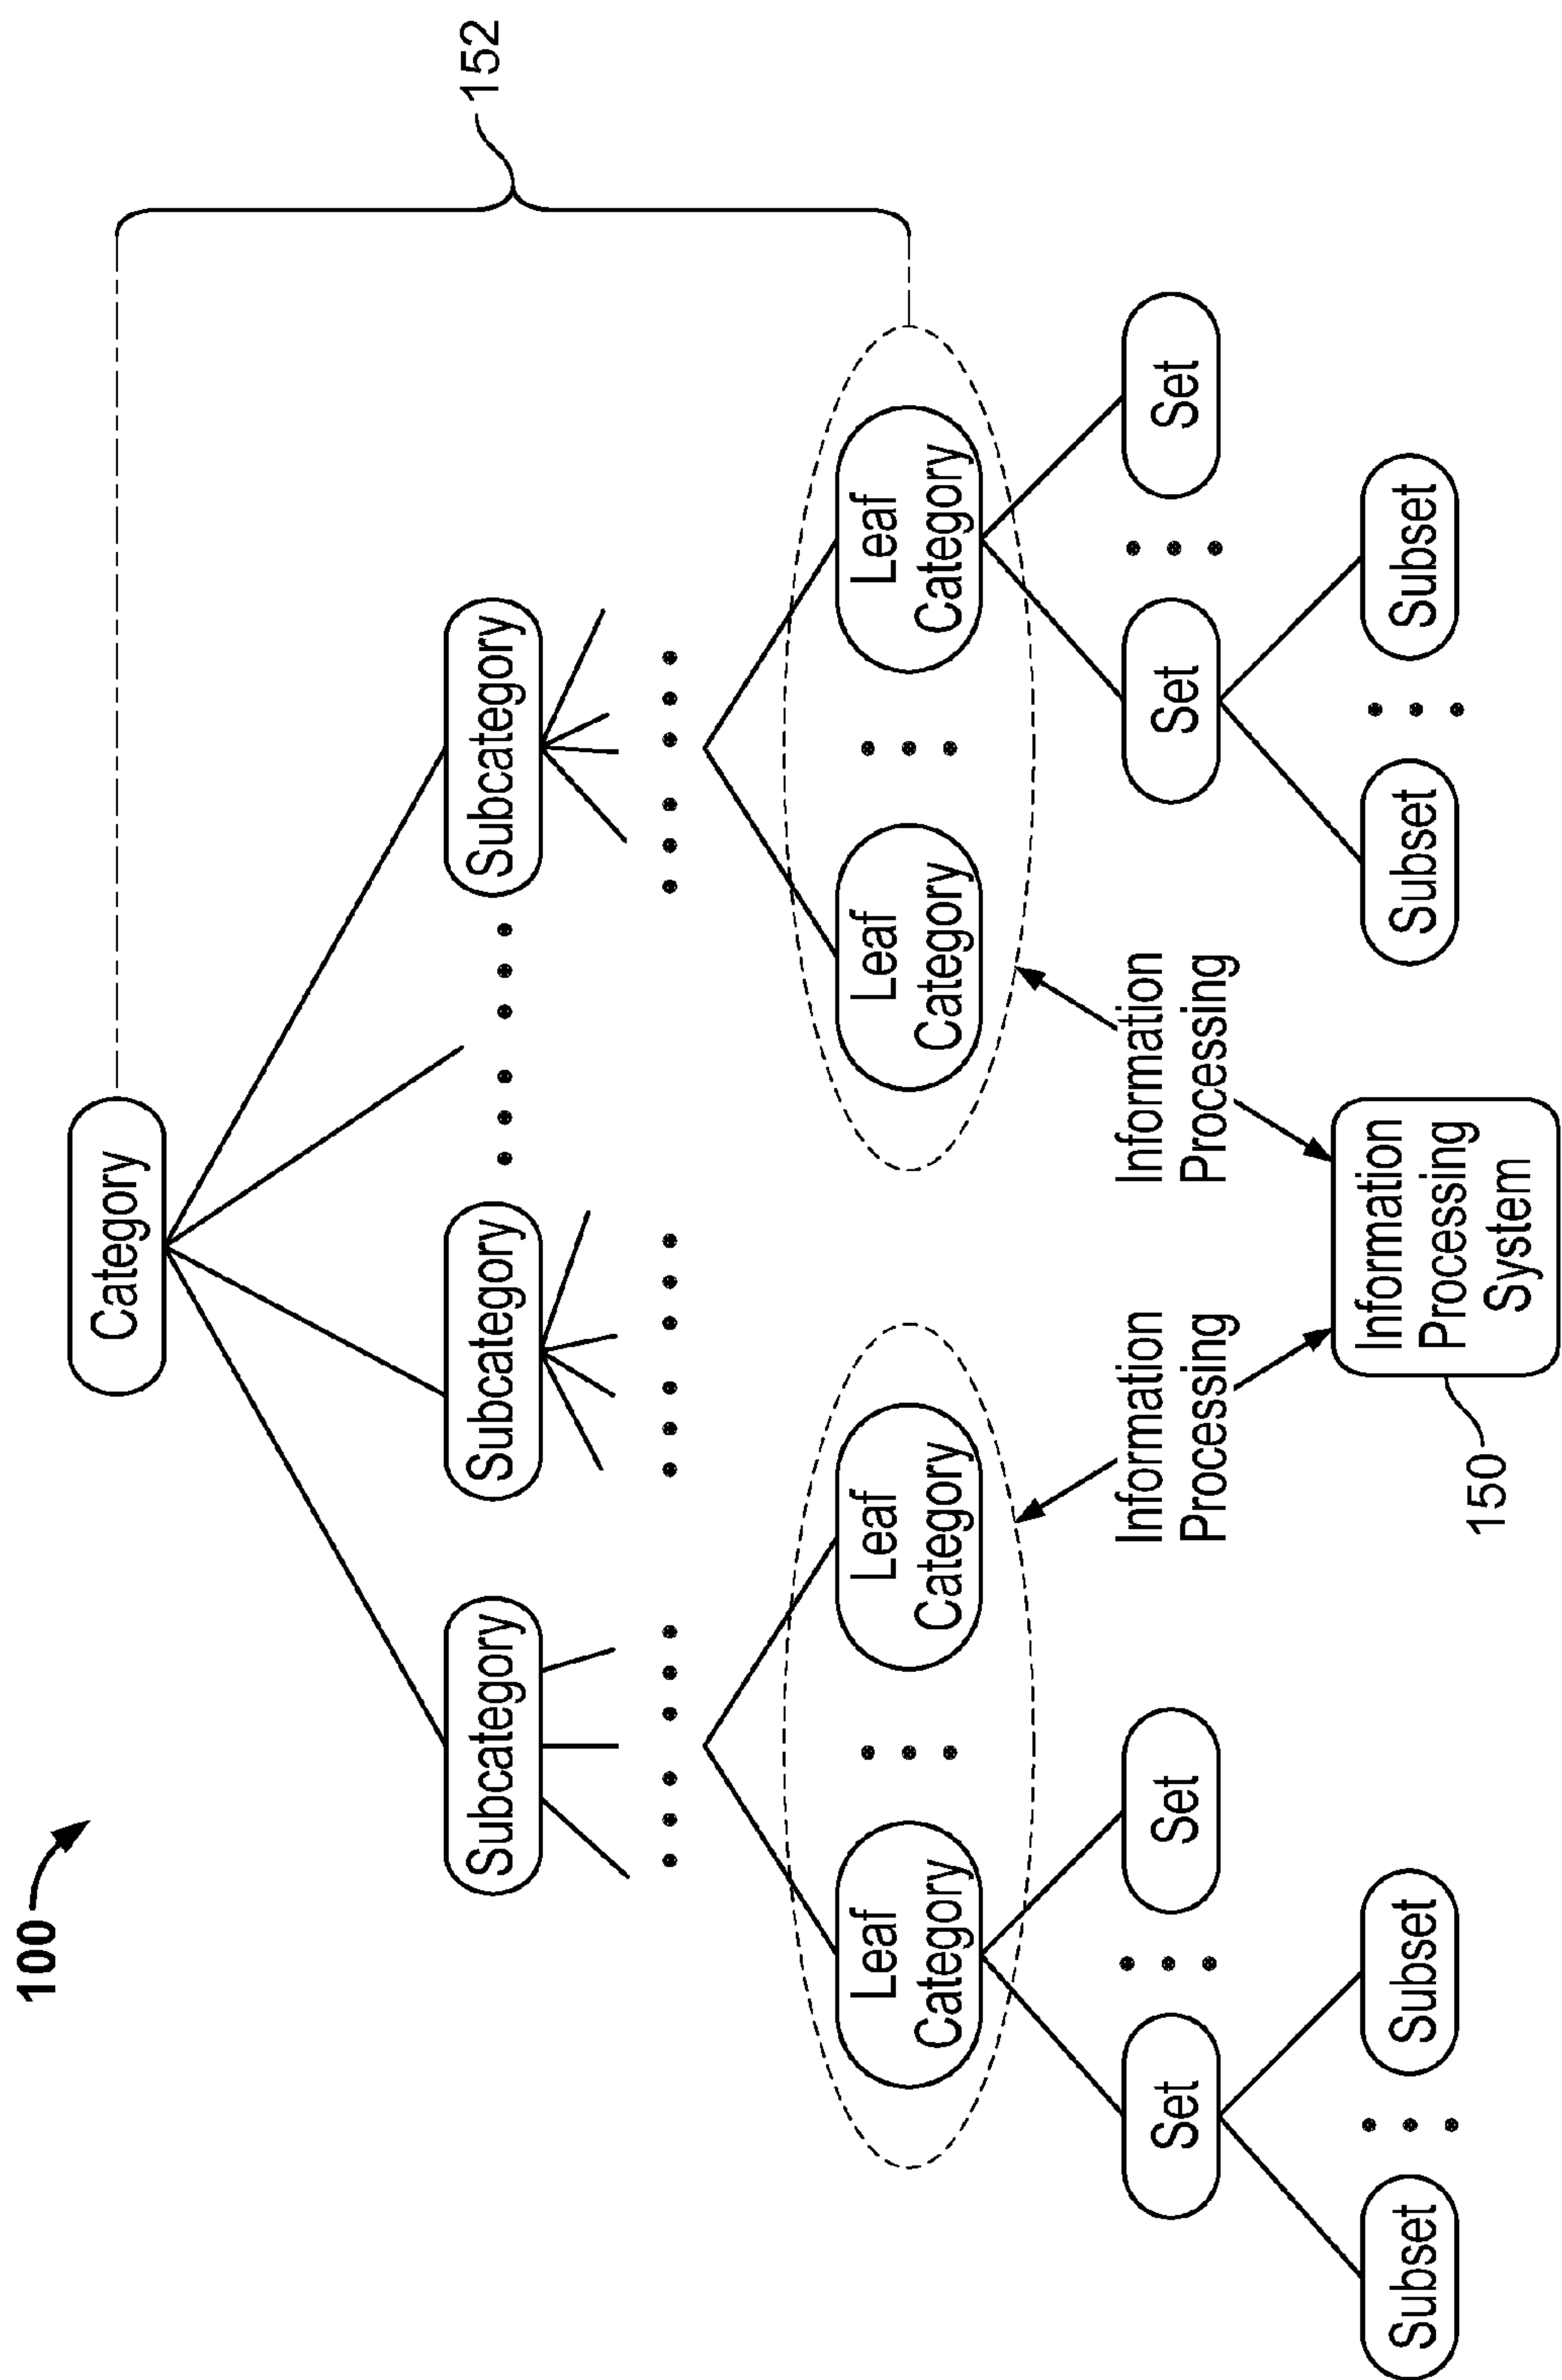 100
152
Category
Subcategory
Subcategory
Subcategory
Leaf
Category
Leaf
Category
Leaf
Category
Leaf
Category
Set
Set
Information
Processing
Information
Processing
Set
Set
Subset
Subset
150
Information
Processing
System
Subset
Subset